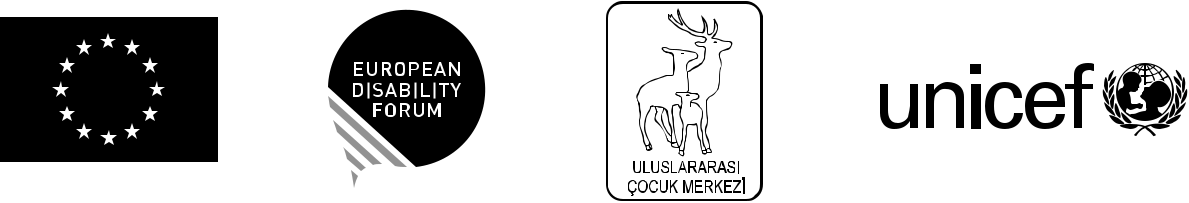 EUROPEAN
DISABILITY
FORUM
ULUSLARARASI
ÇOCUK MERKEZİ
unicef